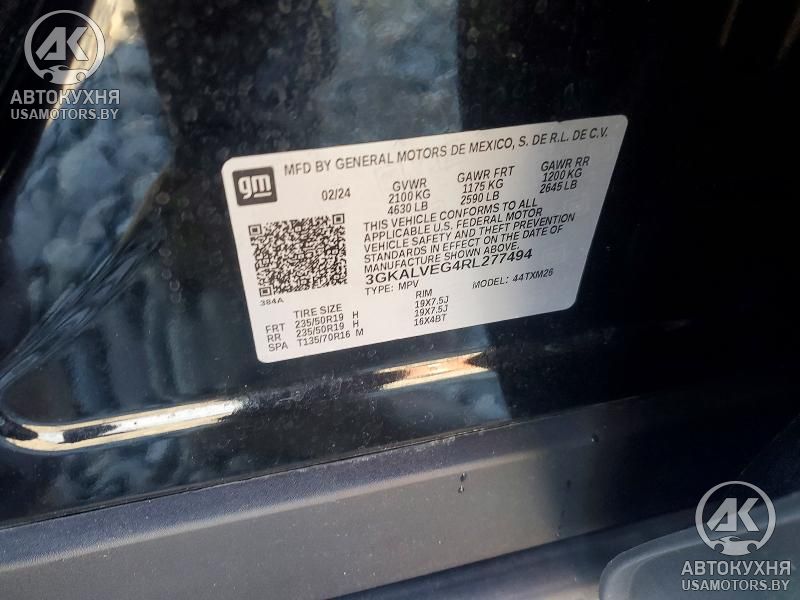 AK
АВТОКУХНЯ
USAMOTORS.BY
gm
MFD BY GENERAL MOTORS DE MEXICO, S. DE R.L. DE C.V.
02/24
GVWR GAWR FRT GAWR RR
2100 KG 1175 KG 1200 KG
4630 LB 2590 LB 2645 LB
THIS VEHICLE CONFORMS TO ALL
APPLICABLE U.S. FEDERAL MOTOR
VEHICLE SAFETY AND THEFT PREVENTION
STANDARDS IN EFFECT ON THE DATE OF
MANUFACTURE SHOWN ABOVE.
3GKALVEG4RL277494
TYPE: MPV MODEL: 44TXM26
384A
TIRE SIZE RIM
FRT 235/50R19 H 19X7.5J
RR 235/50R19 H 19X7.5J
SPA T135/70R16 M 16X4BT
AK
АВТОКУХНЯ
USAMOTORS.BY